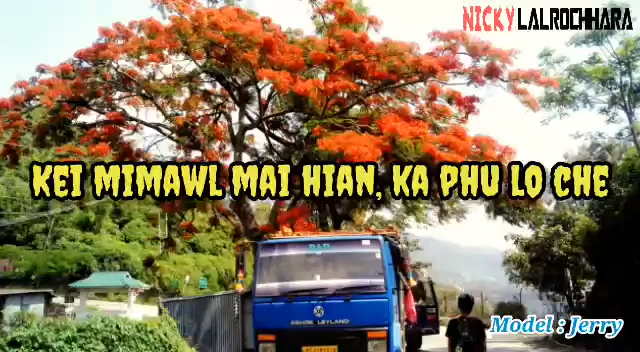 NICKYLALROCHHARA
KEI MIMAWL MAI HIAN, KA PHU LO CHE
ASHOK LEYLAND
Model : Jerry